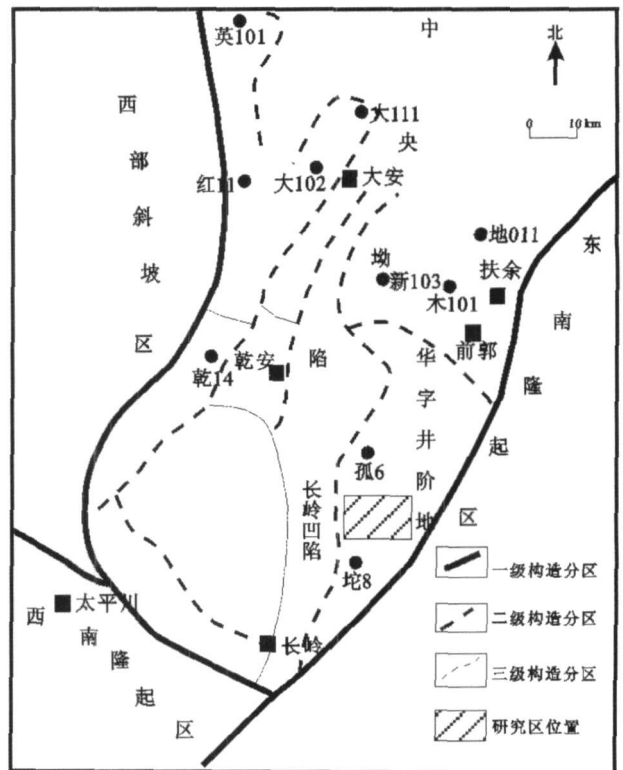 英101
中
北
0 10 km
西部斜坡区
大111
央
红11
大102
大安
地011
东南隆起区
坳
新103
扶余
木101
前郭
乾14
乾安
陷
华字井阶地
孤6
长岭凹陷
坨8
一级构造分区
太平川
西南隆起区
二级构造分区
长岭
三级构造分区
研究区位置